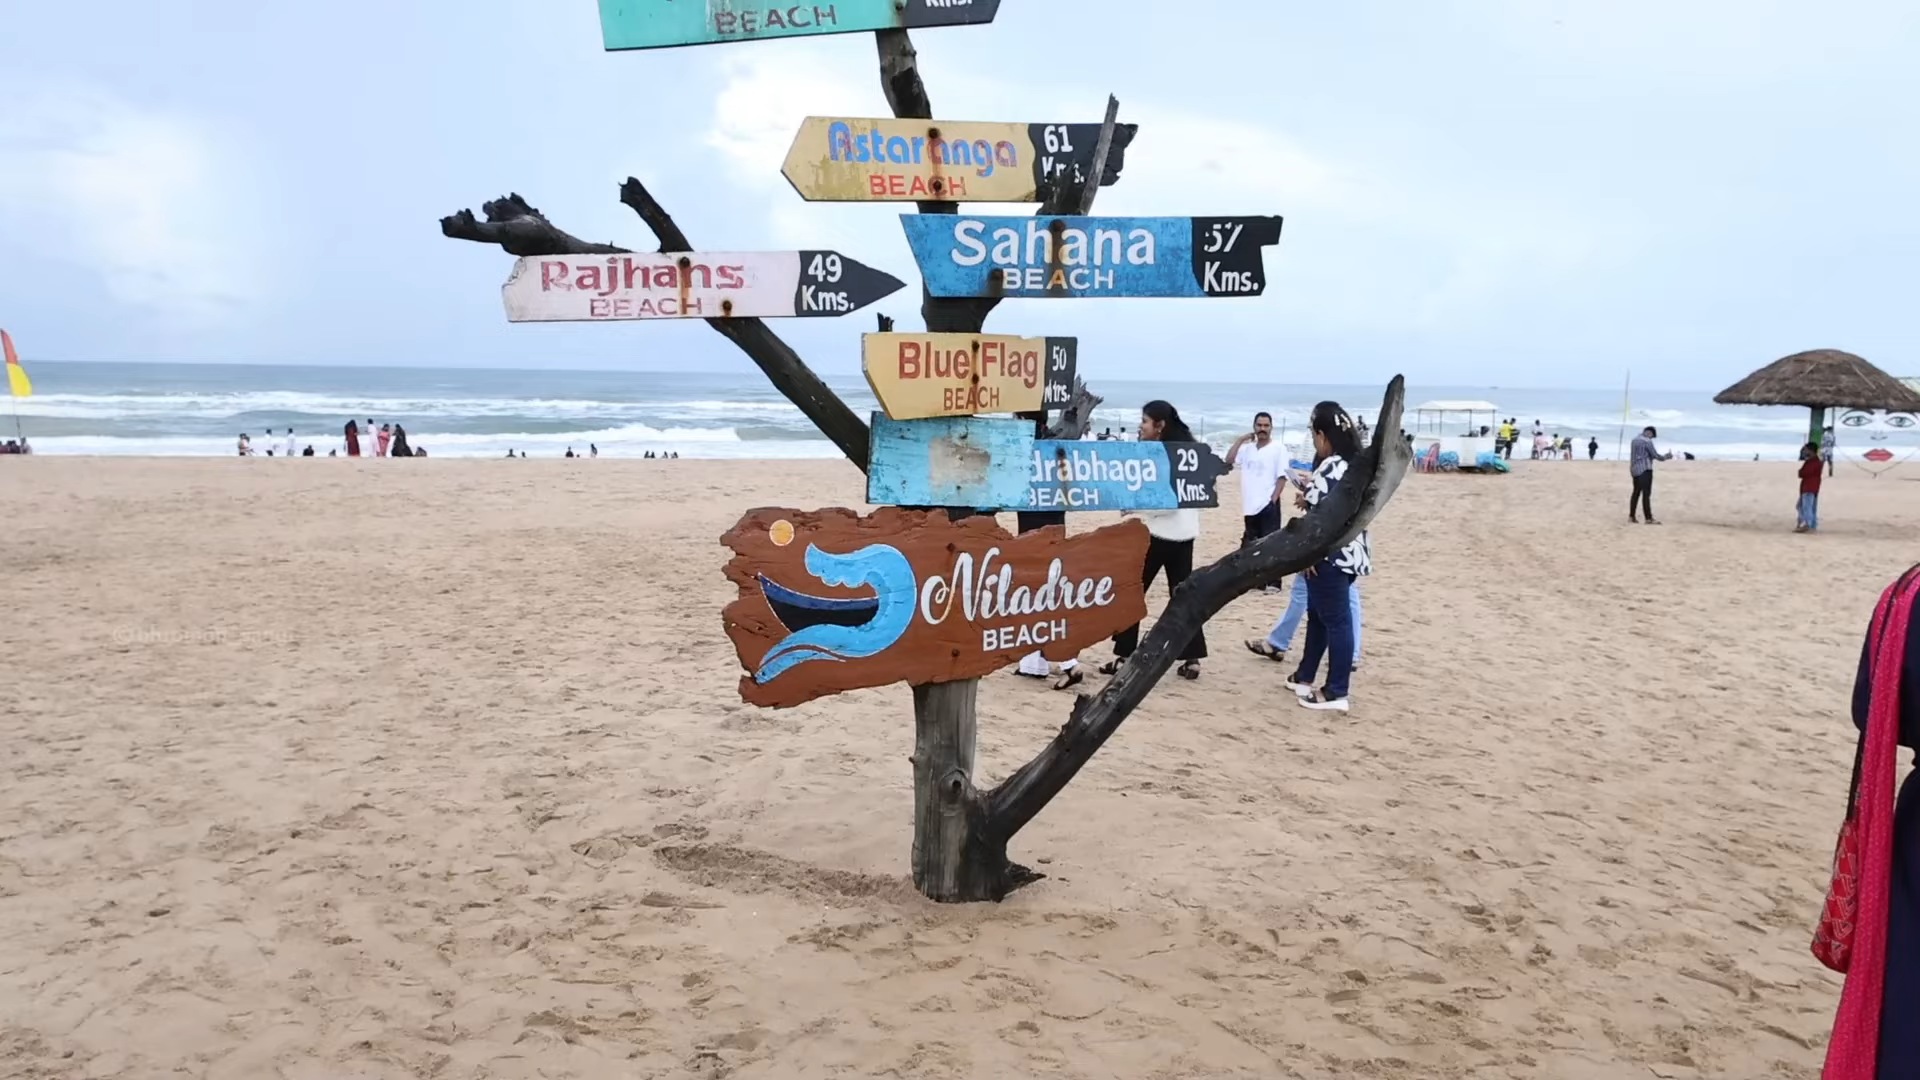 BEACH
Kms.
Astaranga
BEACH
61
Kms.
Sahana
BEACH
57
Kms.
Rajhans
BEACH
49
Kms.
Blue Flag
BEACH
50
Mtrs.
drabhaga
BEACH
29
Kms.
Niladree
BEACH